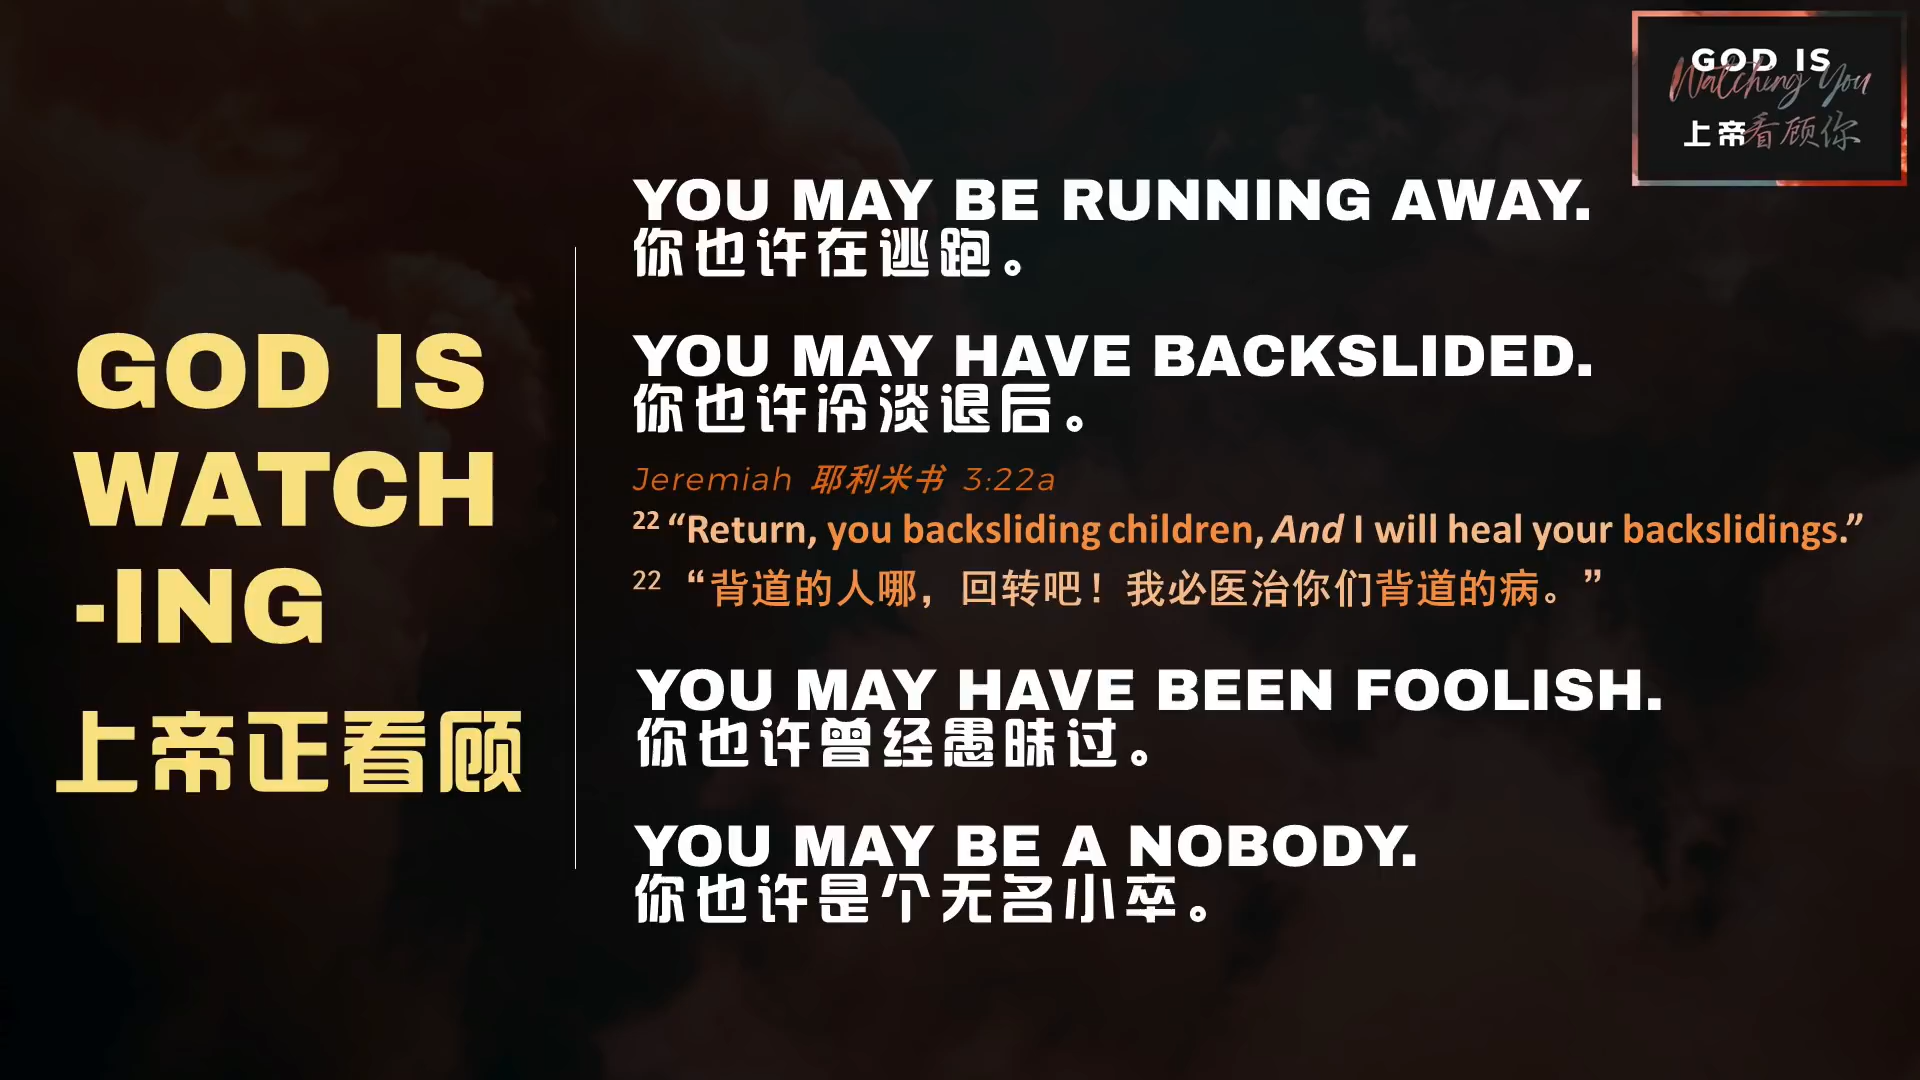 GOD IS
Watching You
上帝看顾你
GOD IS
WATCH
-ING
上帝正看顾
YOU MAY BE RUNNING AWAY.
你也许在逃跑。
YOU MAY HAVE BACKSLIDED.
你也许冷淡退后。
Jeremiah 耶利米书 3:22a
22 “Return, you backsliding children, And I will heal your backslidings.”
22 “背道的人哪，回转吧！我必医治你们背道的病。”
YOU MAY HAVE BEEN FOOLISH.
你也许曾经愚昧过。
YOU MAY BE A NOBODY.
你也许是个无名小卒。